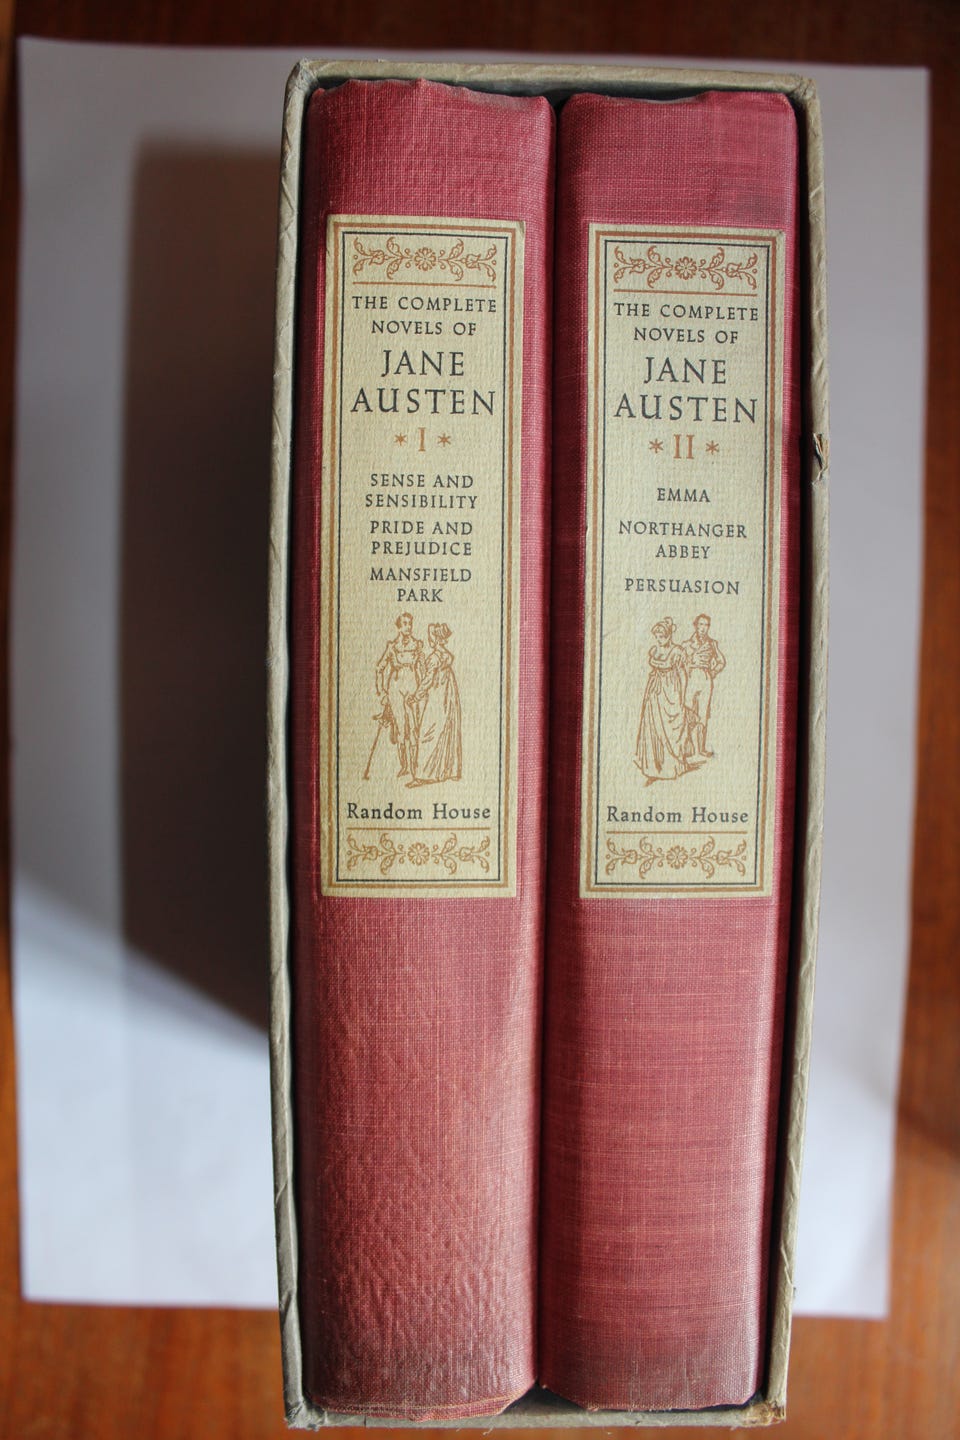 THE COMPLETE
NOVELS OF
JANE
AUSTEN
* I *
SENSE AND
SENSIBILITY
PRIDE AND
PREJUDICE
MANSFIELD
PARK
Random House
THE COMPLETE
NOVELS OF
JANE
AUSTEN
* II *
EMMA
NORTHANGER
ABBEY
PERSUASION
Random House